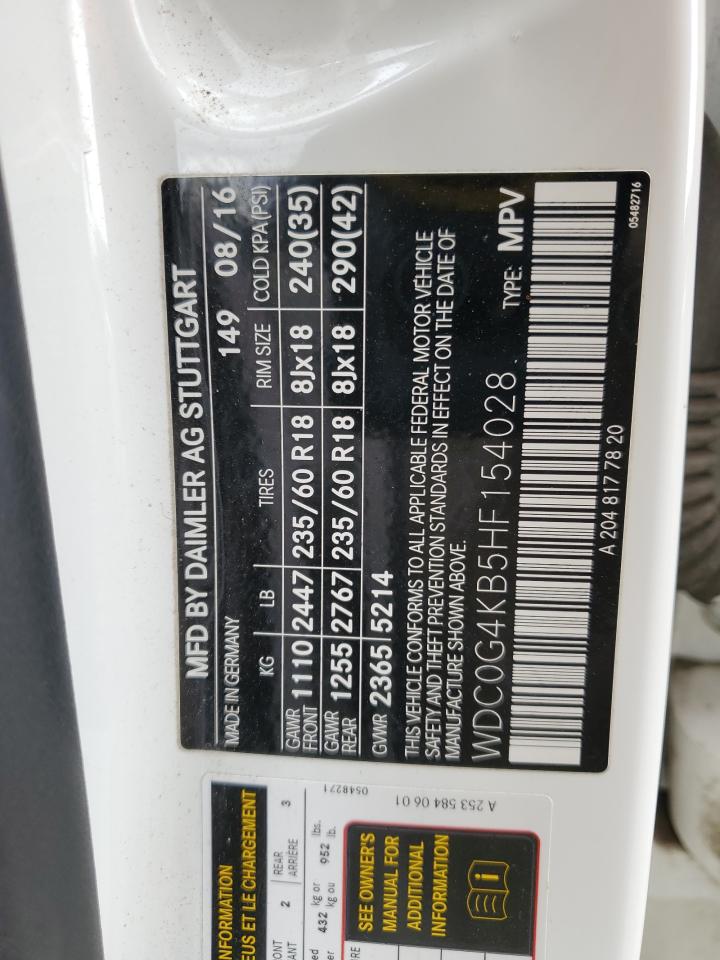 MFD BY DAIMLER AG STUTTGART
MADE IN GERMANY 149 08/16
KG LB TIRES RIM SIZE COLD KPA(PSI)
GAWR FRONT 1110 2447 235/60 R18 8Jx18 240(35)
GAWR REAR 1255 2767 235/60 R18 8Jx18 290(42)
GVWR 2365 5214
THIS VEHICLE CONFORMS TO ALL APPLICABLE FEDERAL MOTOR VEHICLE
SAFETY AND THEFT PREVENTION STANDARDS IN EFFECT ON THE DATE OF
MANUFACTURE SHOWN ABOVE.
WDC0G4KB5HF154028 TYPE: MPV
A 204 817 78 20
05482716
INFORMATION
EUS ET LE CHARGEMENT
2 REAR ARRIÈRE 3
432 kg or lbs.
kg ou 952 lb.
SEE OWNER'S
MANUAL FOR
ADDITIONAL
INFORMATION
A 253 584 06 01